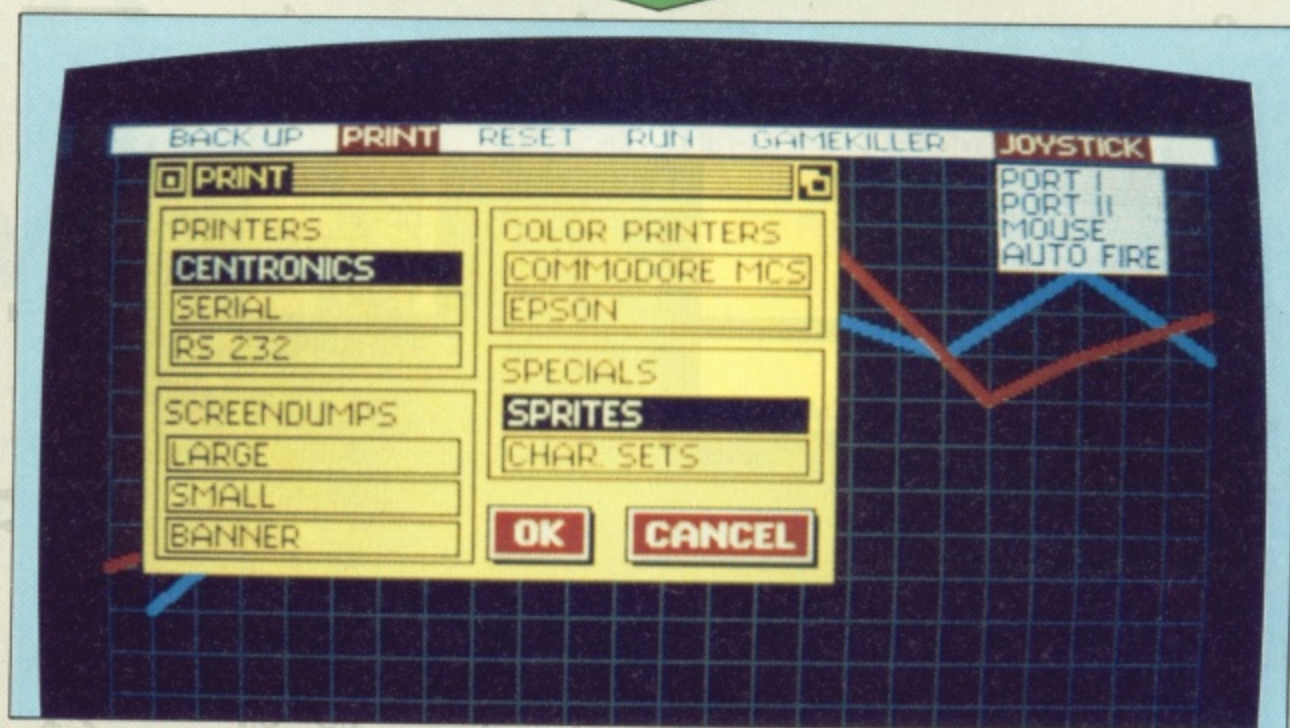 BACK UP PRINT RESET RUN GAMEKILLER JOYSTICK
PRINT
PRINTERS
CENTRONICS
SERIAL
RS 232
SCREENDUMPS
LARGE
SMALL
BANNER
COLOR PRINTERS
COMMODORE MCS
EPSON
SPECIALS
SPRITES
CHAR. SETS
OK CANCEL
PORT I
PORT II
MOUSE
AUTO FIRE